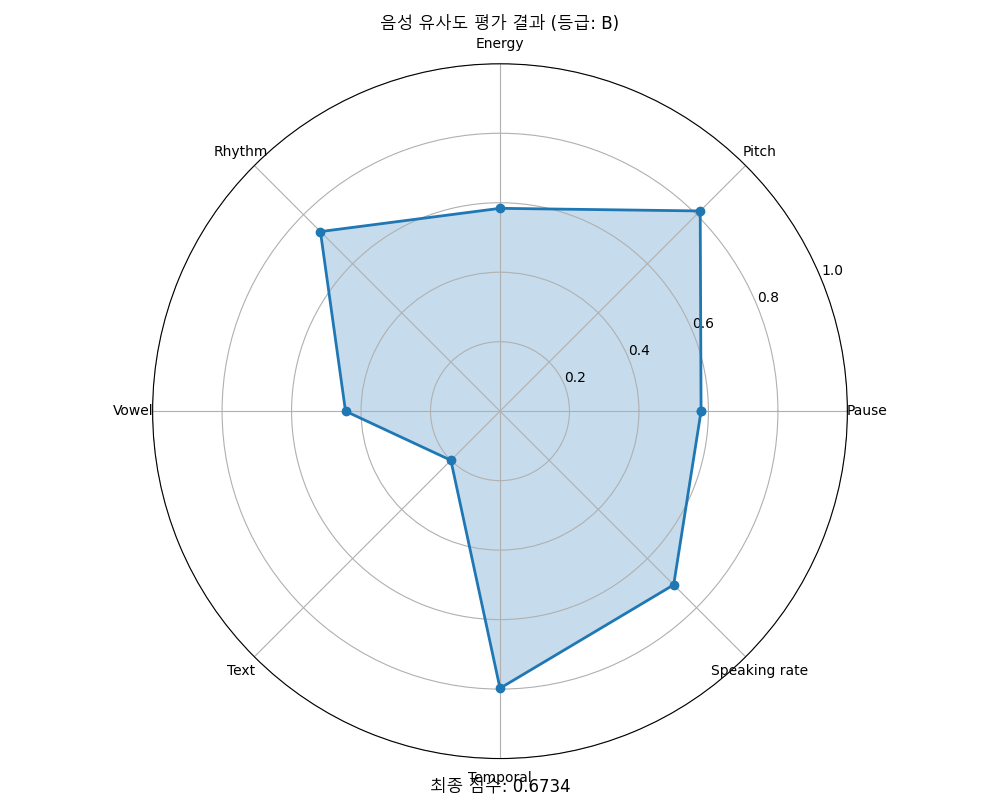 음성 유사도 평가 결과 (등급: B)
Energy
Rhythm
Pitch
1.0
0.8
0.6
0.4
0.2
Vowel
Pause
Text
Speaking rate
Temporal
최종 점수: 0.6734